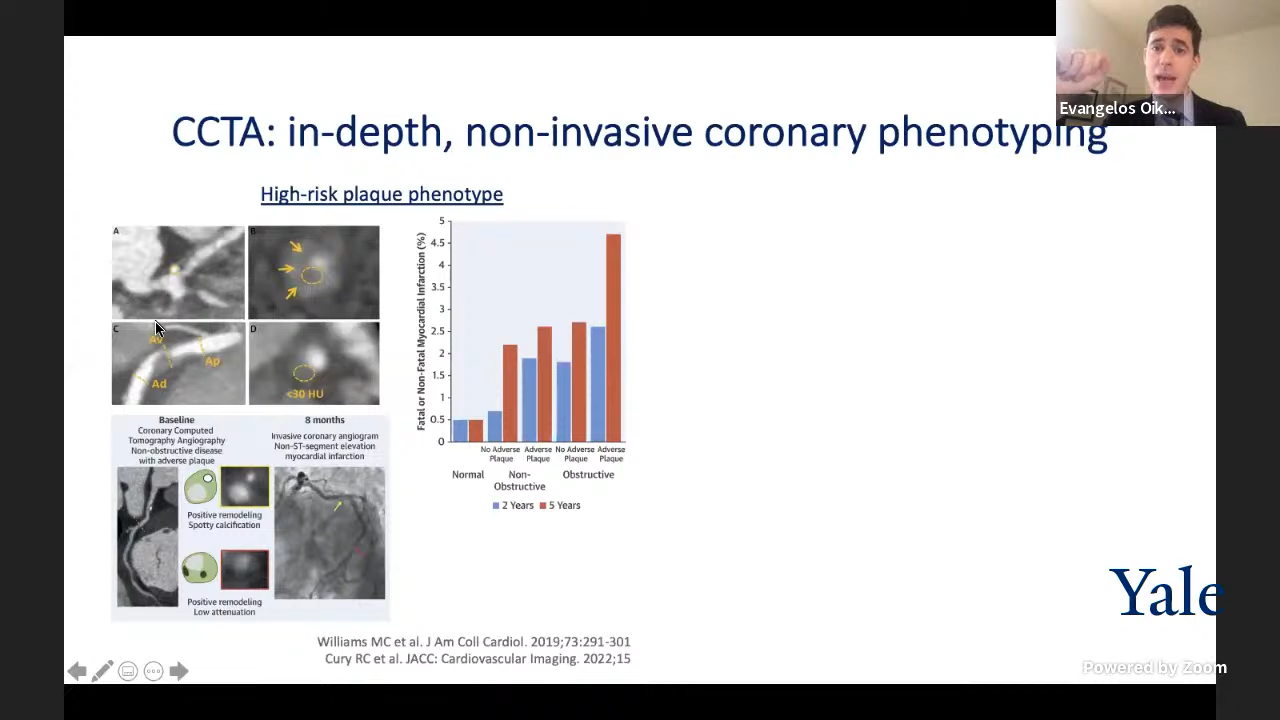 Evangelos Oik...
CCTA: in-depth, non-invasive coronary phenotyping
High-risk plaque phenotype
A
B
C
D
Av
Ap
Ad
<30 HU
Baseline
Coronary Computed
Tomography Angiography
Non-obstructive disease
with adverse plaque
Positive remodeling
Spotty calcification
Positive remodeling
Low attenuation
8 months
Invasive coronary angiogram
Non-ST-segment elevation
myocardial infarction
Fatal or Non-Fatal Myocardial Infarction (%)
5
4.5
4
3.5
3
2.5
2
1.5
1
0.5
0
No Adverse
Plaque
Adverse
Plaque
No Adverse
Plaque
Adverse
Plaque
Normal
Non-
Obstructive
Obstructive
2 Years
5 Years
Williams MC et al. J Am Coll Cardiol. 2019;73:291-301
Cury RC et al. JACC: Cardiovascular Imaging. 2022;15
Yale
Powered by Zoom